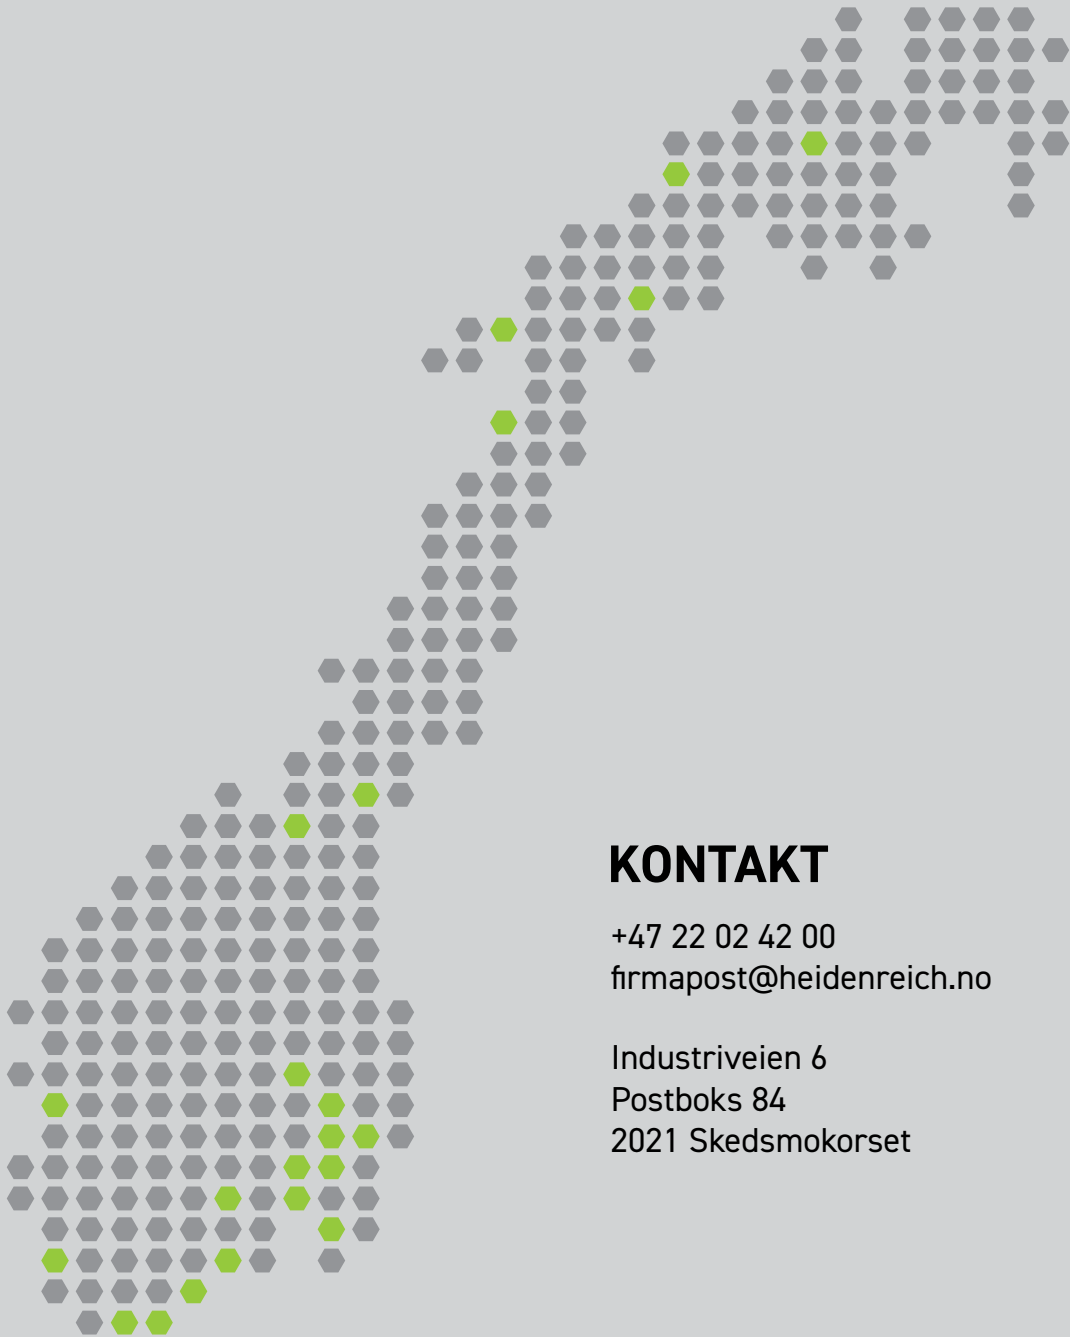 KONTAKT
+47 22 02 42 00
firmapost@heidenreich.no
Industriveien 6
Postboks 84
2021 Skedsmokorset